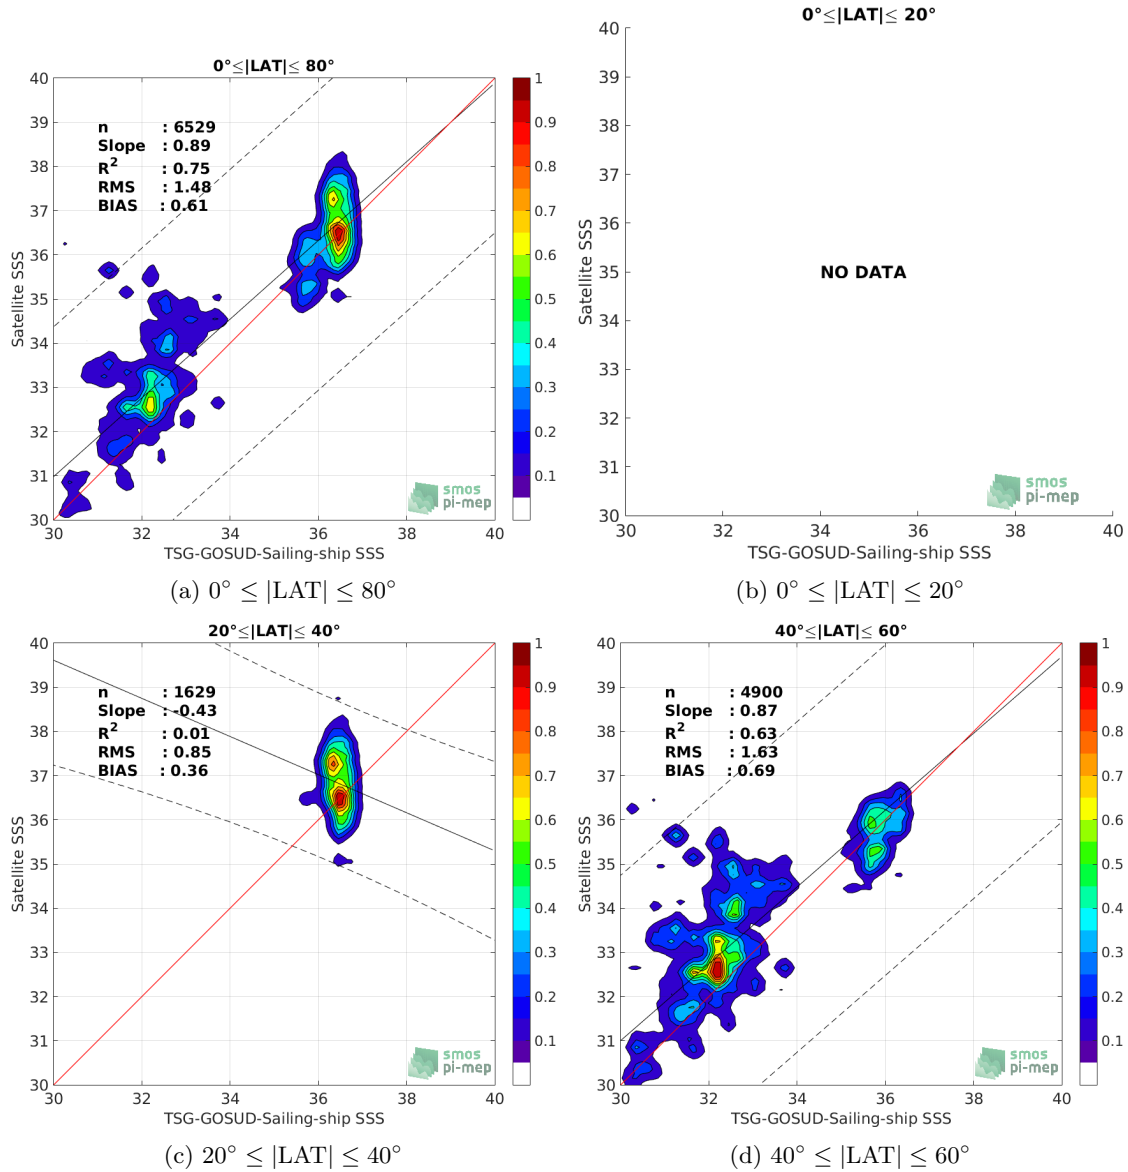 0°≤|LAT|≤ 80°
40
39
38
37
36
35
34
33
32
31
30
Satellite SSS
n : 6529
Slope : 0.89
R² : 0.75
RMS : 1.48
BIAS : 0.61
1
0.9
0.8
0.7
0.6
0.5
0.4
0.3
0.2
0.1
smos
pi-mep
30 32 34 36 38 40
TSG-GOSUD-Sailing-ship SSS
(a) 0° ≤ |LAT| ≤ 80°
0°≤|LAT|≤ 20°
40
39
38
37
36
35
34
33
32
31
30
Satellite SSS
NO DATA
smos
pi-mep
30 32 34 36 38 40
TSG-GOSUD-Sailing-ship SSS
(b) 0° ≤ |LAT| ≤ 20°
20°≤|LAT|≤ 40°
40
39
38
37
36
35
34
33
32
31
30
Satellite SSS
n : 1629
Slope : -0.43
R² : 0.01
RMS : 0.85
BIAS : 0.36
1
0.9
0.8
0.7
0.6
0.5
0.4
0.3
0.2
0.1
smos
pi-mep
30 32 34 36 38 40
TSG-GOSUD-Sailing-ship SSS
(c) 20° ≤ |LAT| ≤ 40°
40°≤|LAT|≤ 60°
40
39
38
37
36
35
34
33
32
31
30
Satellite SSS
n : 4900
Slope : 0.87
R² : 0.63
RMS : 1.63
BIAS : 0.69
1
0.9
0.8
0.7
0.6
0.5
0.4
0.3
0.2
0.1
smos
pi-mep
30 32 34 36 38 40
TSG-GOSUD-Sailing-ship SSS
(d) 40° ≤ |LAT| ≤ 60°